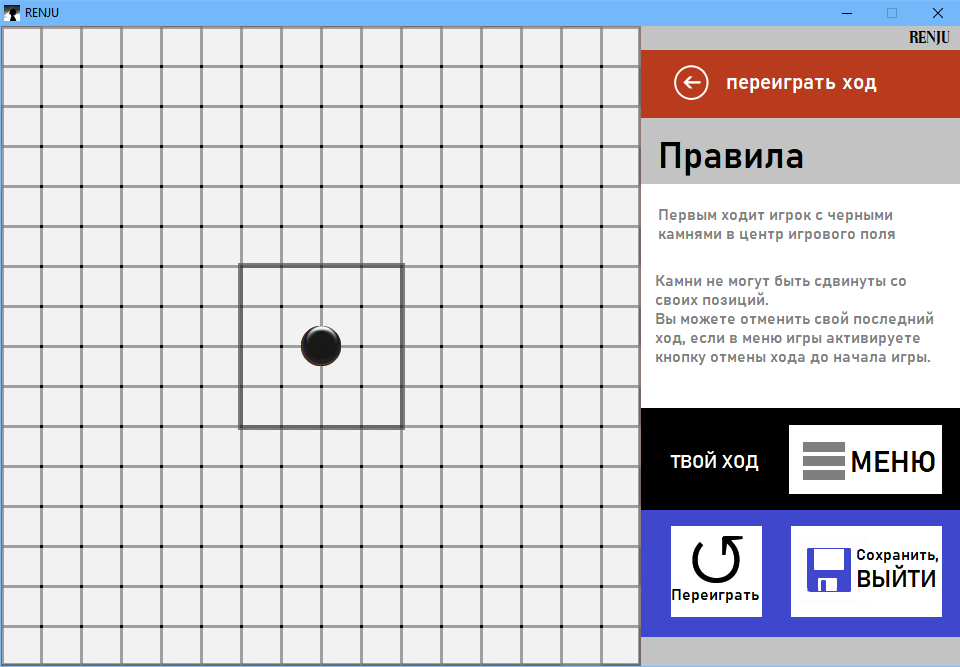 RENJU
RENJU
переиграть ход
Правила
Первым ходит игрок с черными
камнями в центр игрового поля
Камни не могут быть сдвинуты со
своих позиций.
Вы можете отменить свой последний
ход, если в меню игры активируете
кнопку отмены хода до начала игры.
ТВОЙ ХОД
МЕНЮ
Переиграть
Сохранить,
ВЫЙТИ